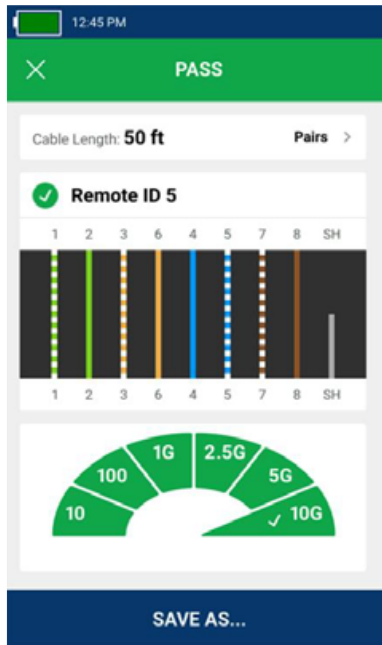 12:45 PM
PASS
Cable Length: 50 ft Pairs >
Remote ID 5
1 2 3 6 4 5 7 8 SH
1 2 3 6 4 5 7 8 SH
10 100 1G 2.5G 5G 10G
SAVE AS...